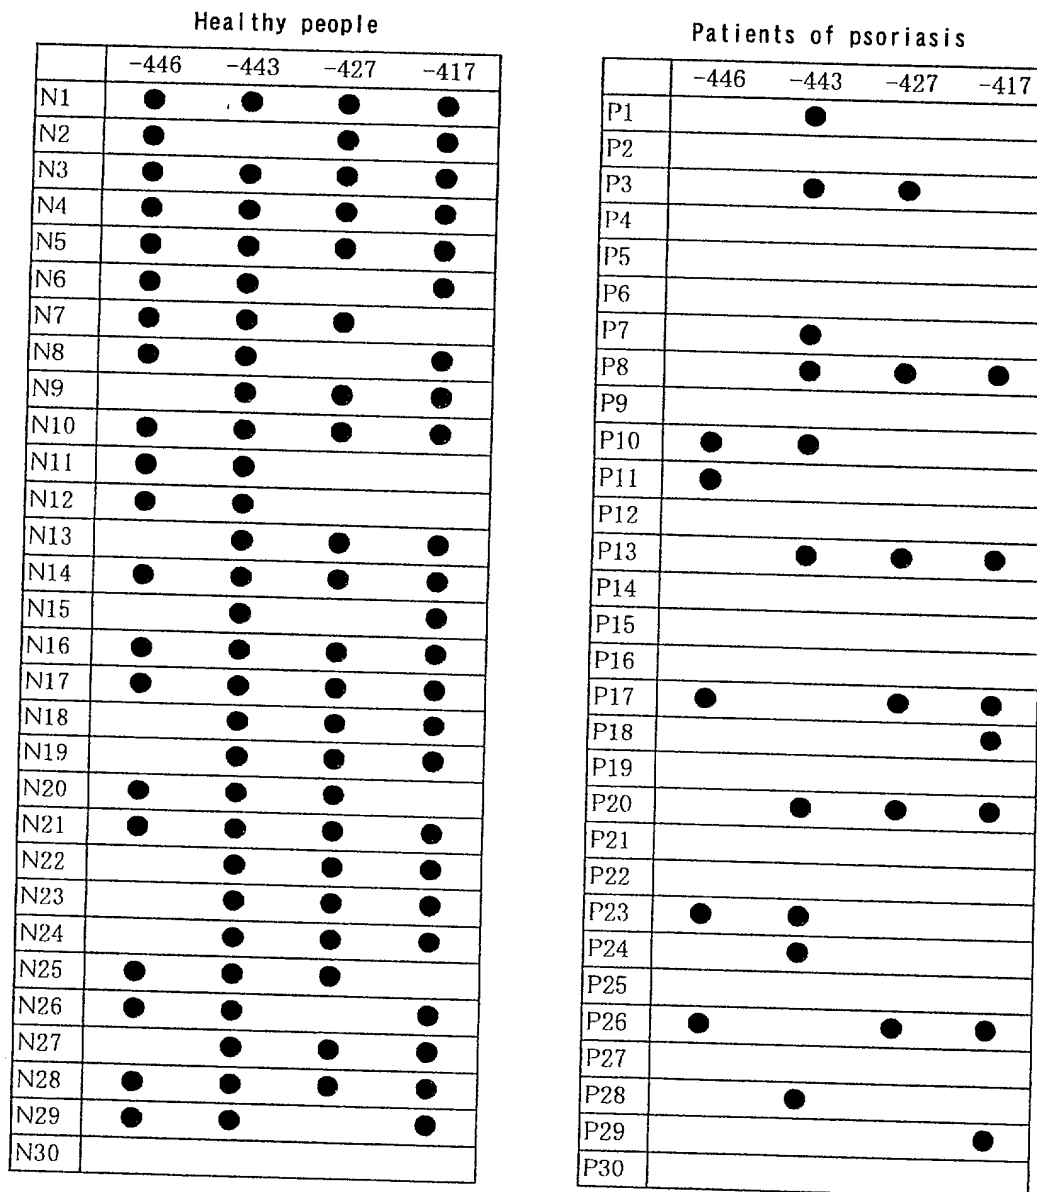 Healthy people
-446 -443 -427 -417
N1 ● ● ● ●
N2 ● ● ●
N3 ● ● ● ●
N4 ● ● ● ●
N5 ● ● ● ●
N6 ● ● ●
N7 ● ● ●
N8 ● ● ●
N9 ● ● ●
N10 ● ● ● ●
N11 ● ●
N12 ● ●
N13 ● ● ●
N14 ● ● ● ●
N15 ● ●
N16 ● ● ● ●
N17 ● ● ● ●
N18 ● ● ●
N19 ● ● ●
N20 ● ● ●
N21 ● ● ● ●
N22 ● ● ●
N23 ● ● ●
N24 ● ● ●
N25 ● ● ●
N26 ● ● ●
N27 ● ● ●
N28 ● ● ● ●
N29 ● ● ●
N30
Patients of psoriasis
-446 -443 -427 -417
P1 ●
P2
P3 ● ●
P4
P5
P6
P7 ●
P8 ● ● ●
P9
P10 ● ●
P11 ●
P12
P13 ● ● ●
P14
P15
P16
P17 ● ● ●
P18 ●
P19
P20 ● ● ●
P21
P22
P23 ● ●
P24 ●
P25
P26 ● ● ●
P27
P28 ●
P29 ●
P30